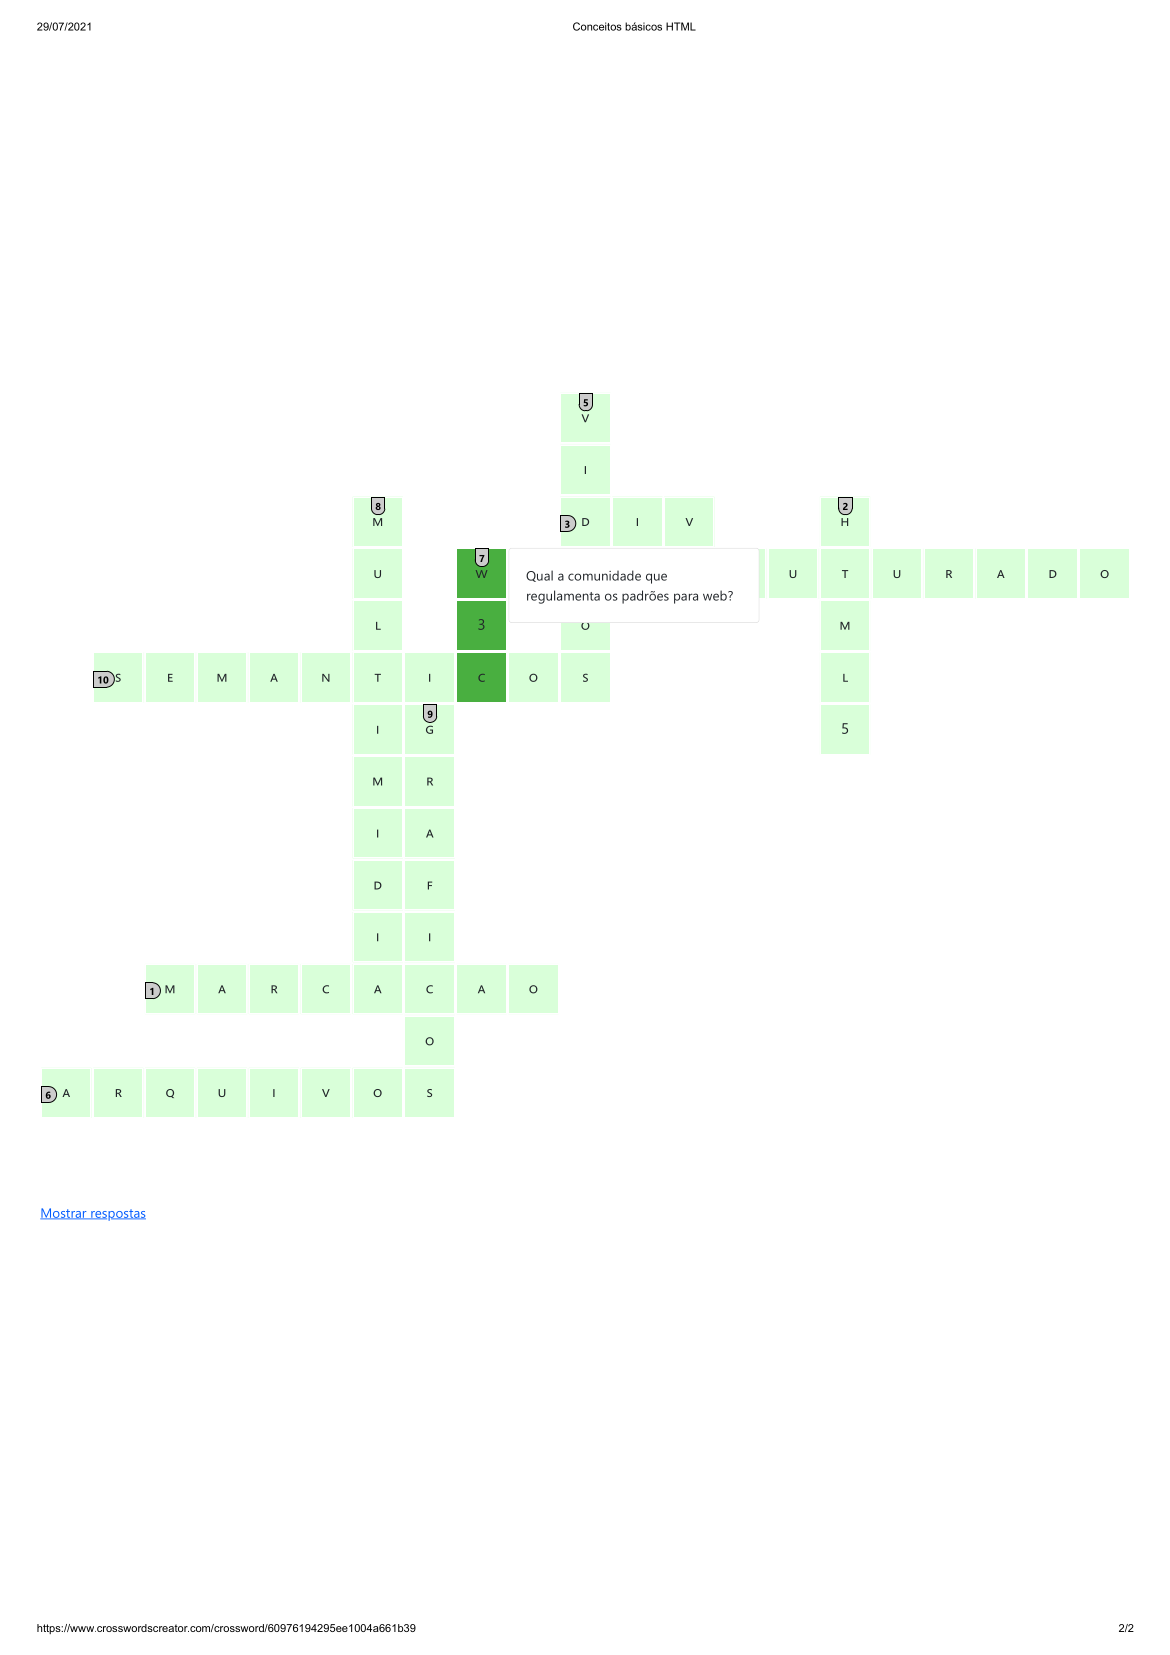 29/07/2021 Conceitos básicos HTML
5
V
I
8 M 3 D I V 2 H
U 7 W Qual a comunidade que U T U R A D O
regulamenta os padrões para web?
L 3 O M
10 S E M A N T I C O S L
I 9 G 5
M R
I A
D F
I I
1 M A R C A C A O
O
6 A R Q U I V O S
Mostrar respostas
https://www.crosswordscreator.com/crossword/60976194295ee1004a661b39 2/2